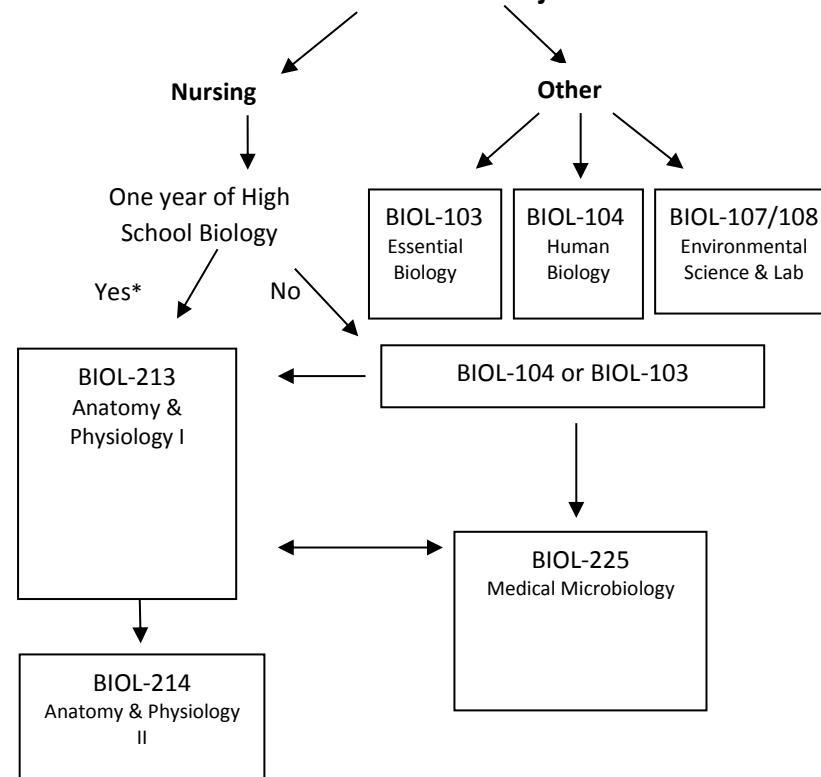 Nursing
Other
One year of High
School Biology
BIOL-103
Essential
Biology
BIOL-104
Human
Biology
BIOL-107/108
Environmental
Science & Lab
Yes*
No
BIOL-213
Anatomy &
Physiology I
BIOL-104 or BIOL-103
BIOL-225
Medical Microbiology
BIOL-214
Anatomy & Physiology
II